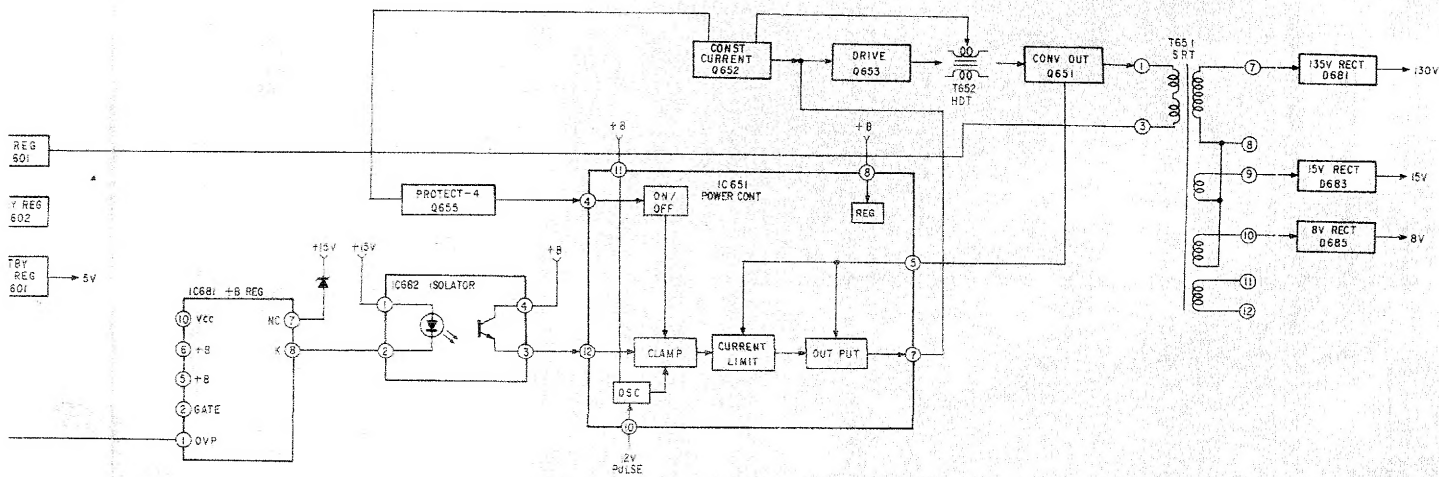 CONST
CURRENT
Q652
DRIVE
Q653
T652
HDT
CONV OUT
Q651
1
3
T651
SRT
7
8
9
10
11
12
135V RECT
D681
130V
15V RECT
D683
15V
8V RECT
D685
8V
REG
601
Y REG
602
TBY
REG
601
5V
PROTECT-4
Q655
+B
11
+B
8
IC651
POWER CONT
4
ON/
OFF
REG
5
+15V
+15V
+B
IC681 +B REG
10 Vcc
NC 7
6 +B
K 8
5 +B
2 GATE
1 OVP
IC662 ISOLATOR
1
2
4
3
12
CLAMP
CURRENT
LIMIT
OUT PUT
7
OSC
10
12V
PULSE